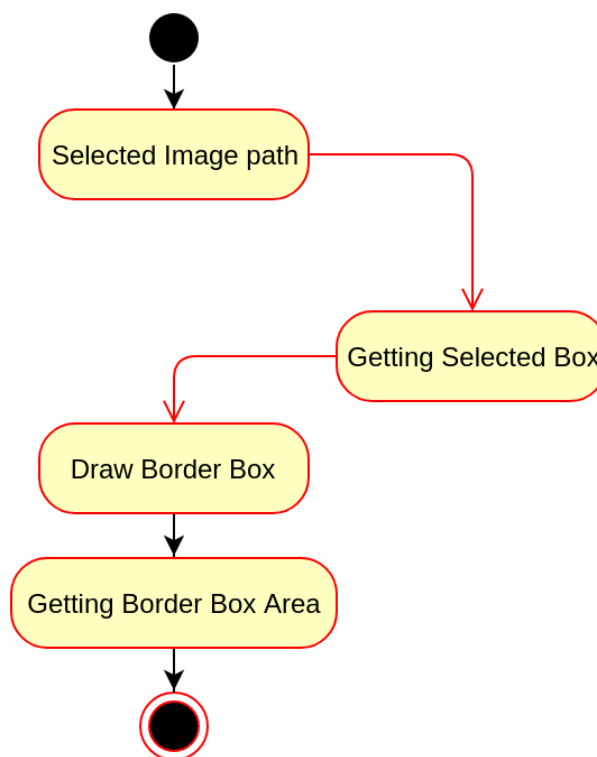 Selected Image path
Getting Selected Box
Draw Border Box
Getting Border Box Area